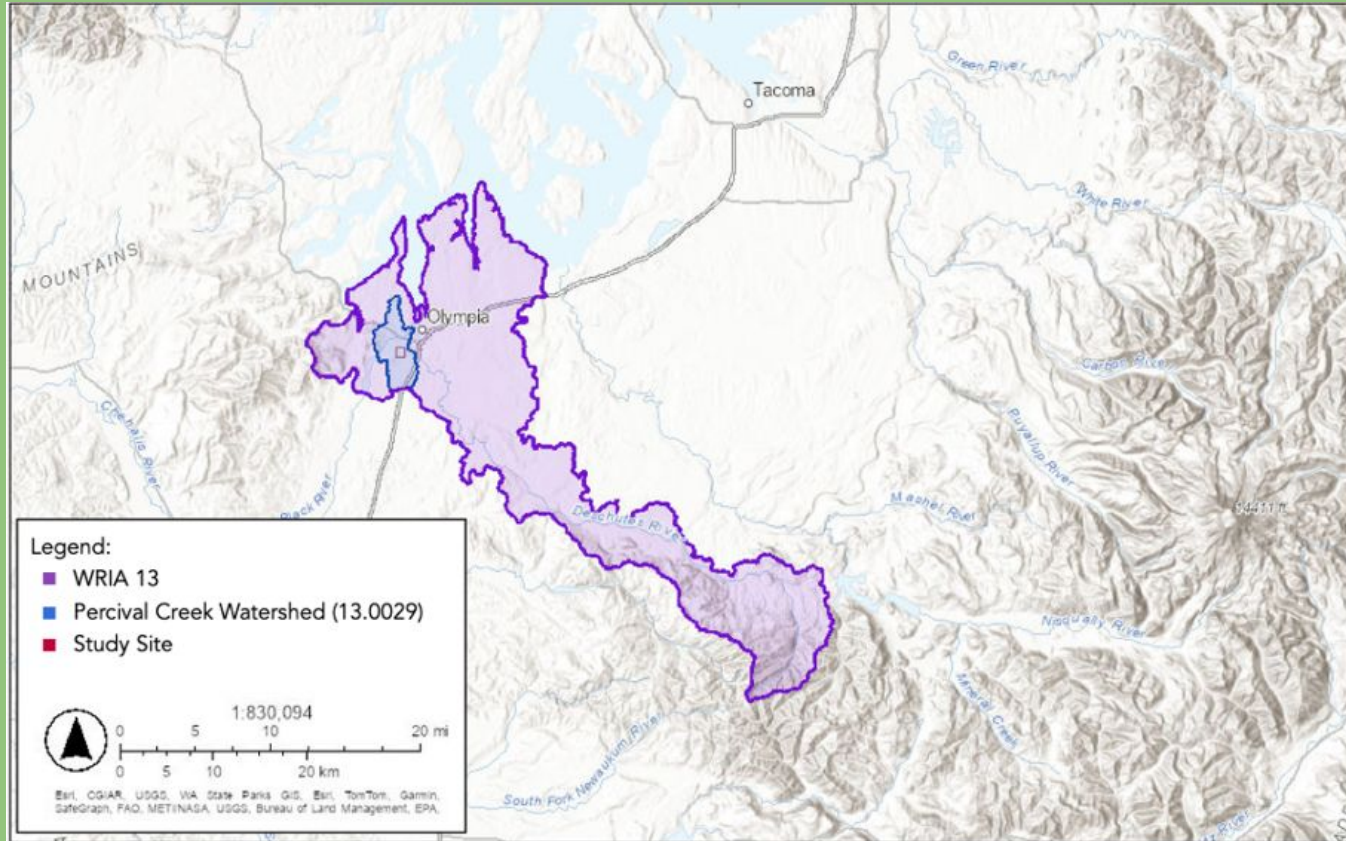 Green River
Tacoma
White River
MOUNTAINS
Olympia
Carbon River
Chehalis River
Puyallup River
Black River
Mashel River
14411 ft
Deschutes River
Nisqually River
Mineral Creek
South Fork Newaukum River
Legend:
WRIA 13
Percival Creek Watershed (13.0029)
Study Site
1:830,094
0 5 10 20 mi
0 5 10 20 km
Esri, CGIAR, USGS, WA State Parks GIS, Esri, TomTom, Garmin,
SafeGraph, FAO, METI/NASA, USGS, Bureau of Land Management, EPA,